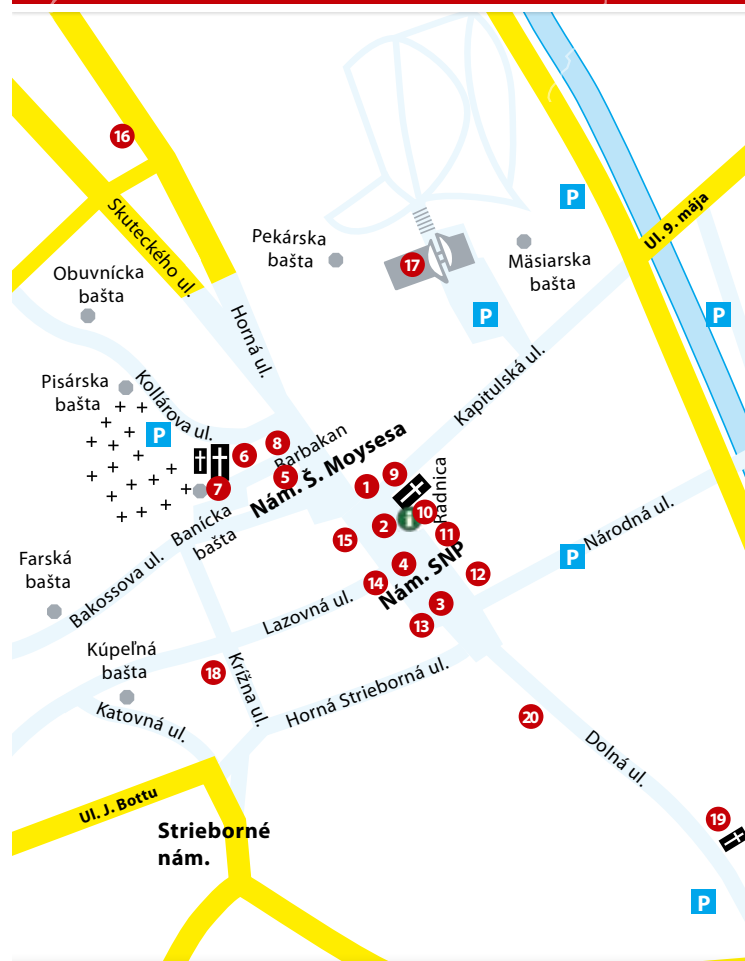 16
P
Skuteckého ul.
Ul. 9. mája
Pekárska
bašta
17
Mäsiarska
bašta
Obuvnícka
bašta
P
P
Horná ul.
Pisárska
bašta
Kollárova ul.
Kapitulská ul.
P
8
Barbakan
6
5
Nám. Š. Moysesa
7
1
9
Radnica
Banícka
bašta
10
i
2
11
15
Národná ul.
P
Farská
bašta
Bakossova ul.
4
Nám. SNP
12
14
Lazovná ul.
3
13
Kúpeľná
bašta
18
Krížna ul.
Horná Strieborná ul.
Katovná ul.
20
Dolná ul.
Ul. J. Bottu
19
Strieborné
nám.
P